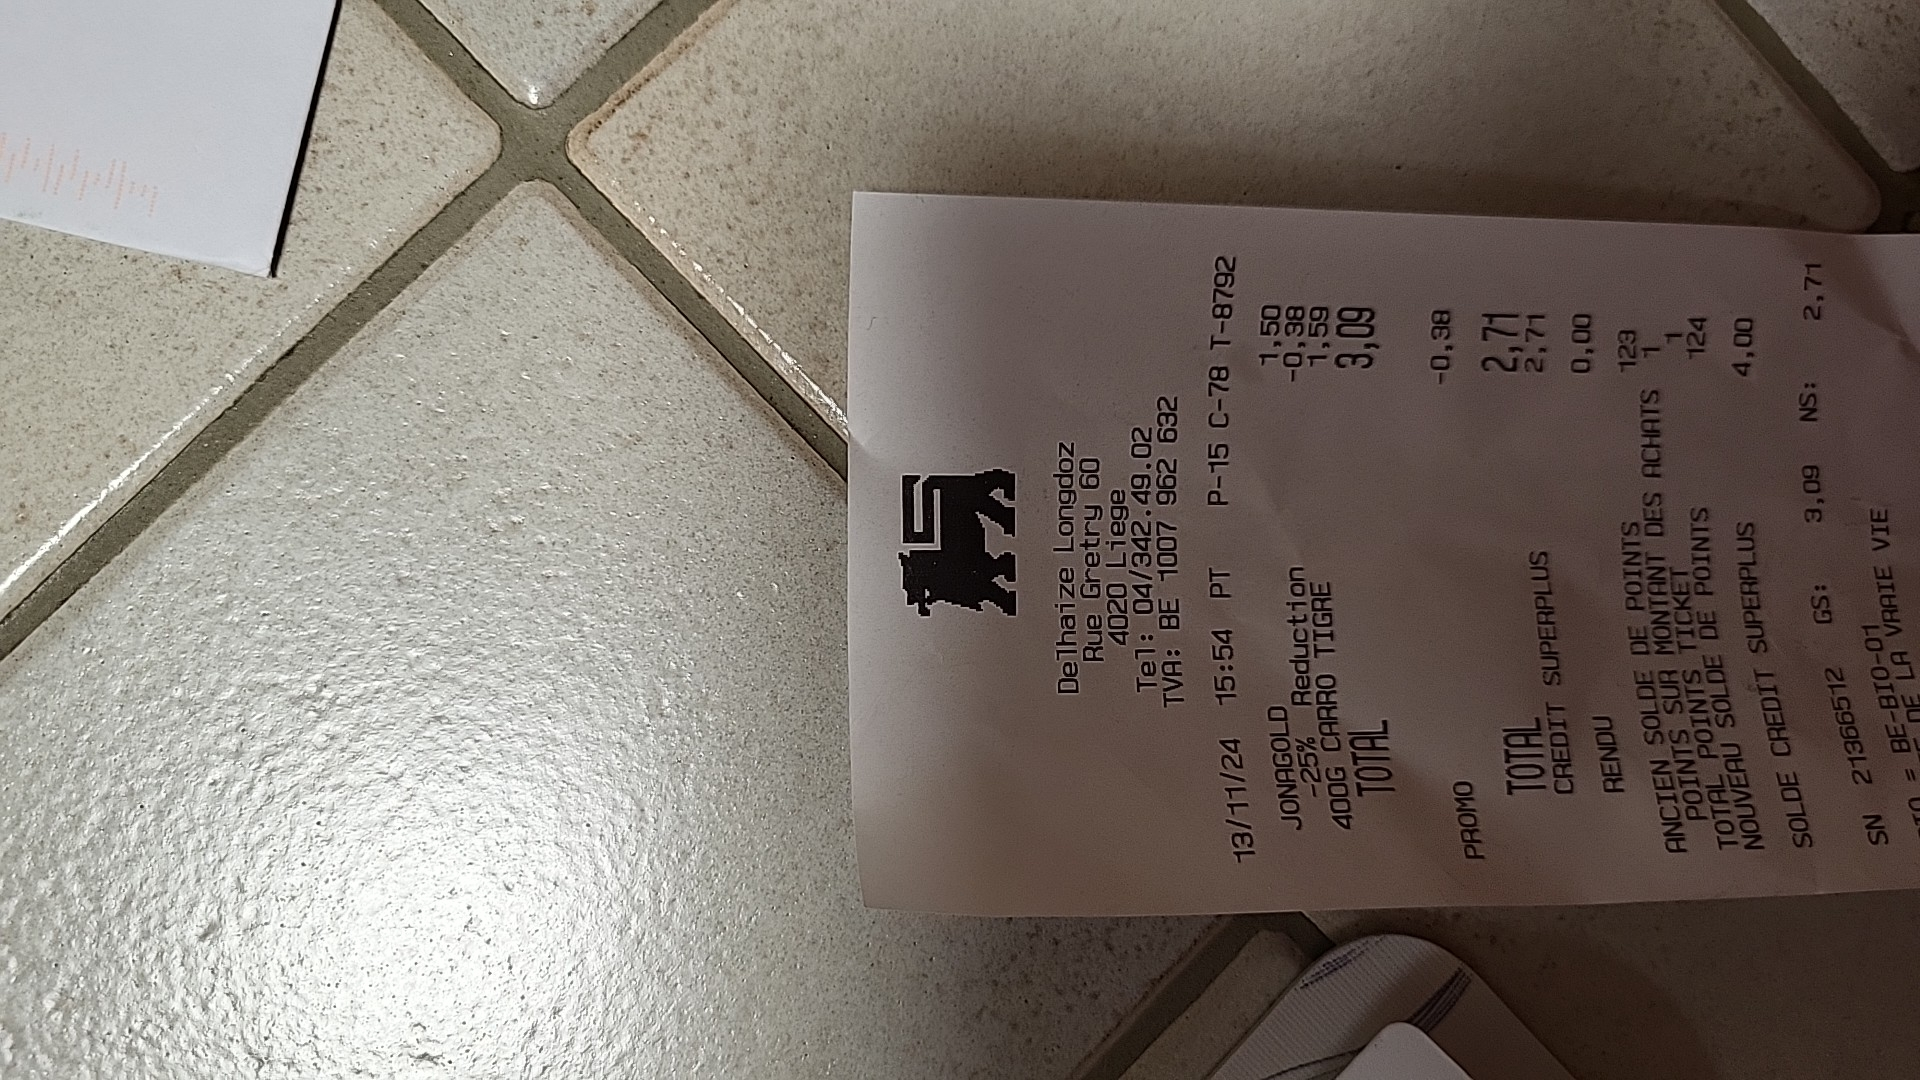 Delhaize Longdoz
Rue Gretry 60
4020 Liege
Tel: 04/342.49.02
TVA: BE 1007 962 632
13/11/24 15:54 PT P-15 C-78 T-8792
JONAGOLD 1,50
-25% Reduction -0,38
400G CARRO TIGRE 1,59
TOTAL 3,09
PROMO -0,38
TOTAL 2,71
CREDIT SUPERPLUS 2,71
RENDU 0,00
ANCIEN SOLDE DE POINTS 123
POINTS SUR MONTANT DES ACHATS 1
POINTS TICKET 1
TOTAL POINTS DE POINTS 124
NOUVEAU SOLDE
SOLDE CREDIT SUPERPLUS 4,00
SN 21366512 GS: 3,09 NS: 2,71
= BE-BIO-01
DE LA VRAIE VIE